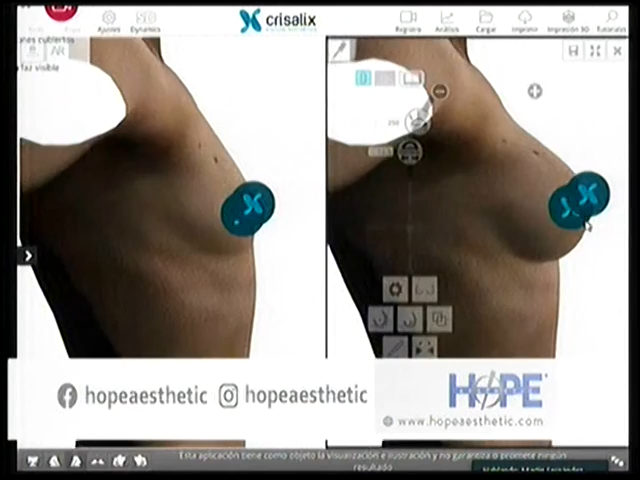 Ajustes
Dynamics
crisalix
Registro
Análisis
Cargar
Imprimir
Impresión 3D
Tutoriales
AR
faz visible
hopeaesthetic
hopeaesthetic
HOPE
www.hopeaesthetic.com
Esta aplicación tiene como objeto la visualización e ilustración y no garantiza o promete ningún
resultado